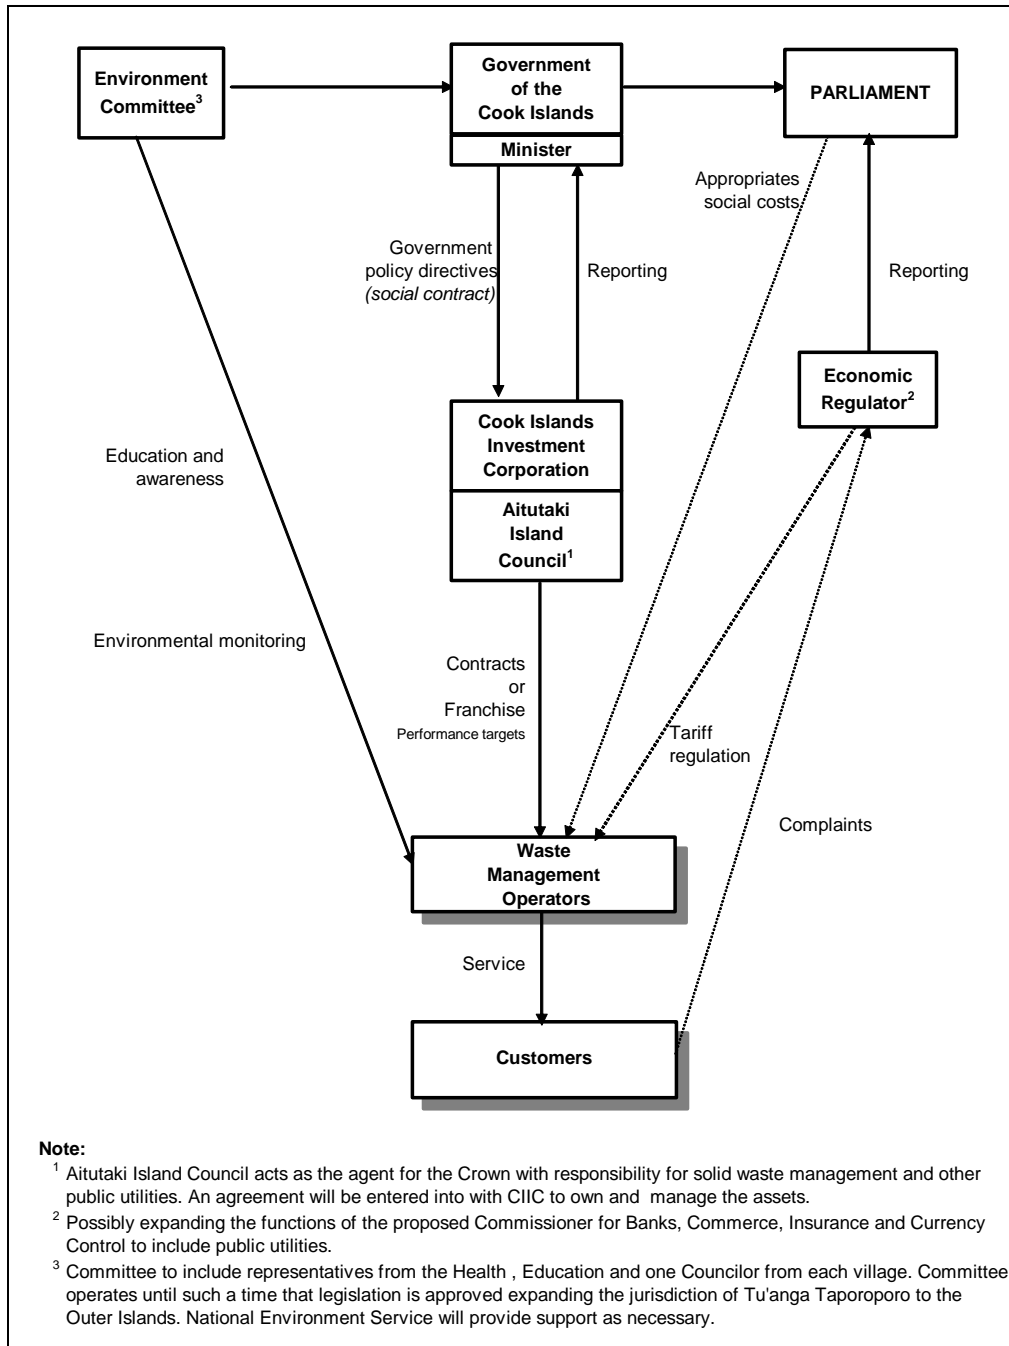 Environment
Committee³
Government
of the
Cook Islands
Minister
PARLIAMENT
Appropriates
social costs
Government
policy directives
(social contract)
Reporting
Reporting
Economic
Regulator²
Cook Islands
Investment
Corporation
Aitutaki
Island
Council¹
Education and
awareness
Environmental monitoring
Contracts
or
Franchise
Performance targets
Tariff
regulation
Complaints
Waste
Management
Operators
Service
Customers
Note:
¹ Aitutaki Island Council acts as the agent for the Crown with responsibility for solid waste management and other
public utilities. An agreement will be entered into with CIIC to own and manage the assets.
² Possibly expanding the functions of the proposed Commissioner for Banks, Commerce, Insurance and Currency
Control to include public utilities.
³ Committee to include representatives from the Health , Education and one Councilor from each village. Committee
operates until such a time that legislation is approved expanding the jurisdiction of Tu'anga Taporoporo to the
Outer Islands. National Environment Service will provide support as necessary.